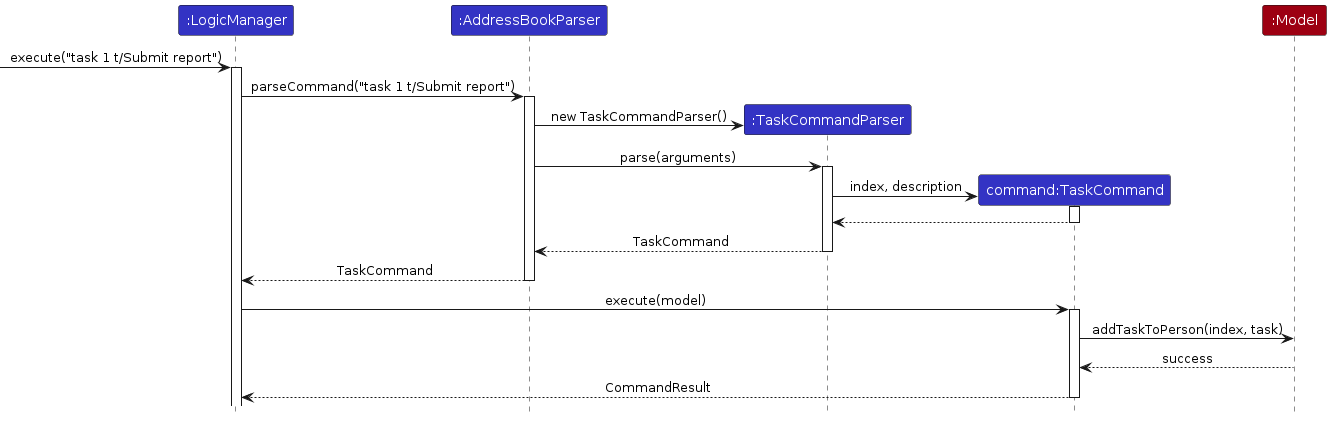 :LogicManager
:AddressBookParser
:Model
execute("task 1 t/Submit report")
parseCommand("task 1 t/Submit report")
new TaskCommandParser()
:TaskCommandParser
parse(arguments)
index, description
command:TaskCommand
TaskCommand
TaskCommand
execute(model)
addTaskToPerson(index, task)
success
CommandResult